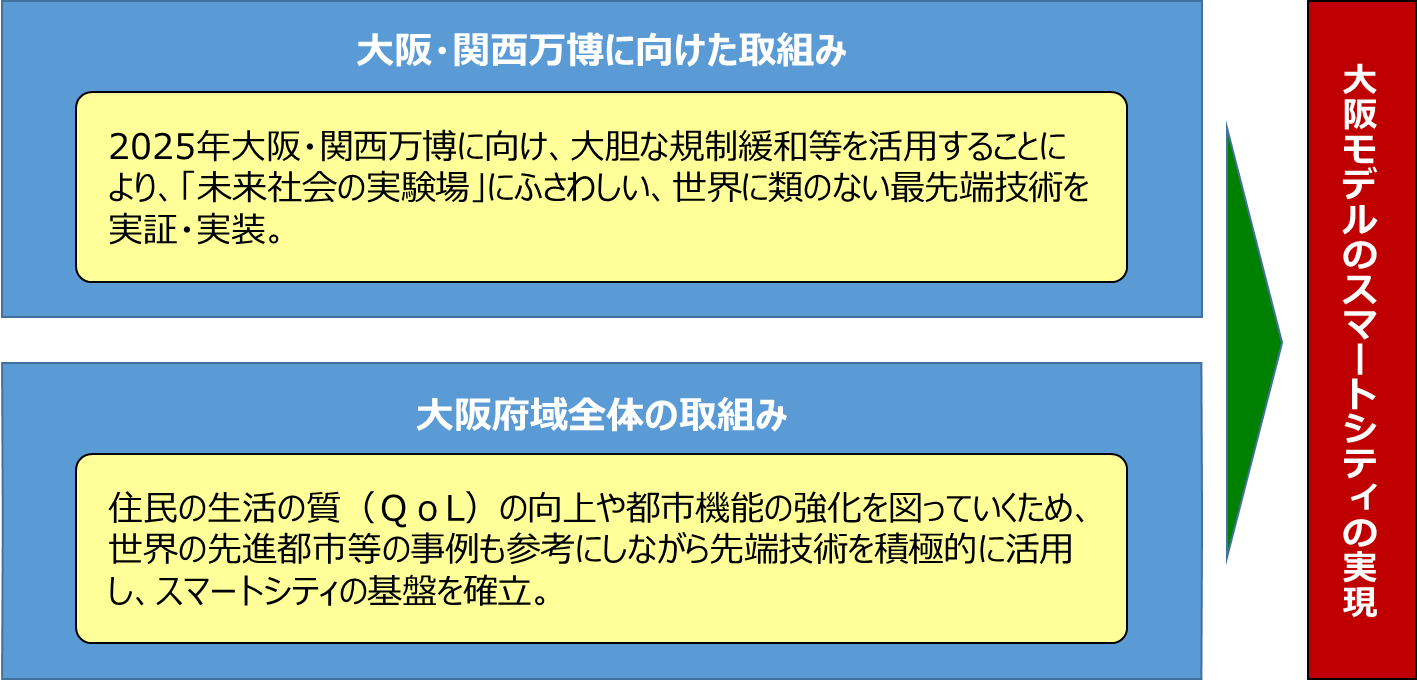 大阪・関西万博に向けた取組み
2025年大阪・関西万博に向け、大胆な規制緩和等を活用することに
より、「未来社会の実験場」にふさわしい、世界に類のない最先端技術を
実証・実装。
大阪府域全体の取組み
住民の生活の質（ＱｏＬ）の向上や都市機能の強化を図っていくため、
世界の先進都市等の事例も参考にしながら先端技術を積極的に活用
し、スマートシティの基盤を確立。
大阪モデルのスマートシティの実現